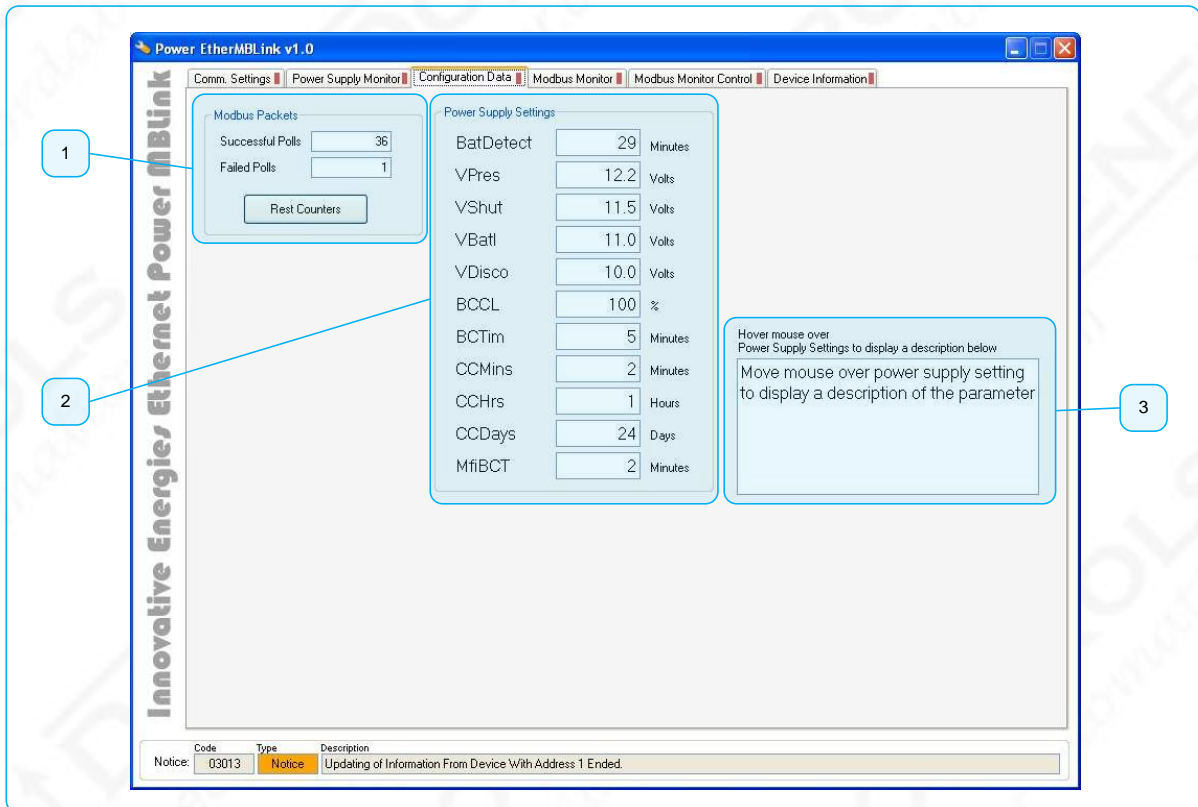 Power EtherMBLink v1.0
Innovative Energies Ethernet Power MBLink
Comm. Settings
Power Supply Monitor
Configuration Data
Modbus Monitor
Modbus Monitor Control
Device Information
1
Modbus Packets
Successful Polls 36
Failed Polls 1
Rest Counters
2
Power Supply Settings
BatDetect 29 Minutes
VPres 12.2 Volts
VShut 11.5 Volts
VBatl 11.0 Volts
VDisco 10.0 Volts
BCCL 100 %
BCTim 5 Minutes
CCMins 2 Minutes
CCHrs 1 Hours
CCDays 24 Days
MfiBCT 2 Minutes
Hover mouse over
Power Supply Settings to display a description below
Move mouse over power supply setting
to display a description of the parameter
3
Code Type Description
Notice: 03013 Notice Updating of Information From Device With Address 1 Ended.